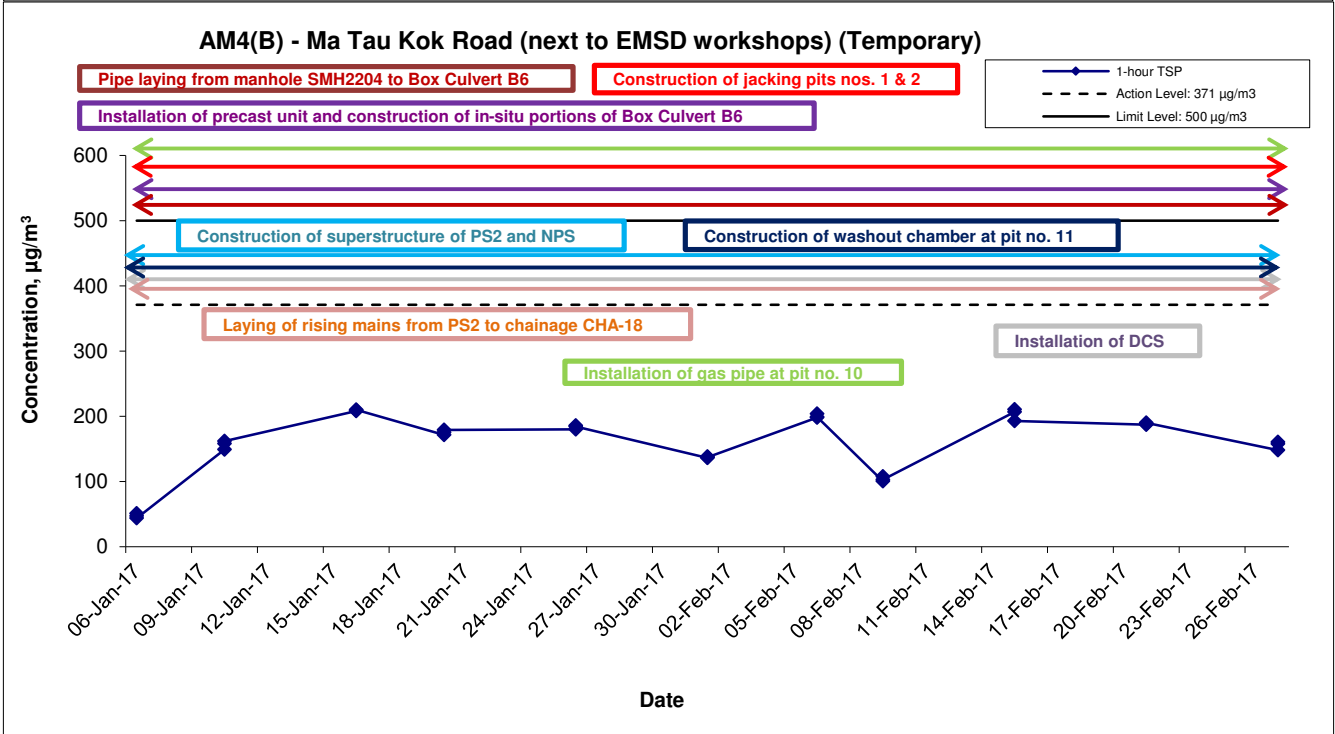 AM4(B) - Ma Tau Kok Road (next to EMSD workshops) (Temporary)
Pipe laying from manhole SMH2204 to Box Culvert B6
Construction of jacking pits nos. 1 & 2
1-hour TSP
Action Level: 371 µg/m3
Limit Level: 500 µg/m3
Installation of precast unit and construction of in-situ portions of Box Culvert B6
600
500
400
300
200
100
0
Concentration, µg/m³
Construction of superstructure of PS2 and NPS
Construction of washout chamber at pit no. 11
Laying of rising mains from PS2 to chainage CHA-18
Installation of DCS
Installation of gas pipe at pit no. 10
06-Jan-17
09-Jan-17
12-Jan-17
15-Jan-17
18-Jan-17
21-Jan-17
24-Jan-17
27-Jan-17
30-Jan-17
02-Feb-17
05-Feb-17
08-Feb-17
11-Feb-17
14-Feb-17
17-Feb-17
20-Feb-17
23-Feb-17
26-Feb-17
Date